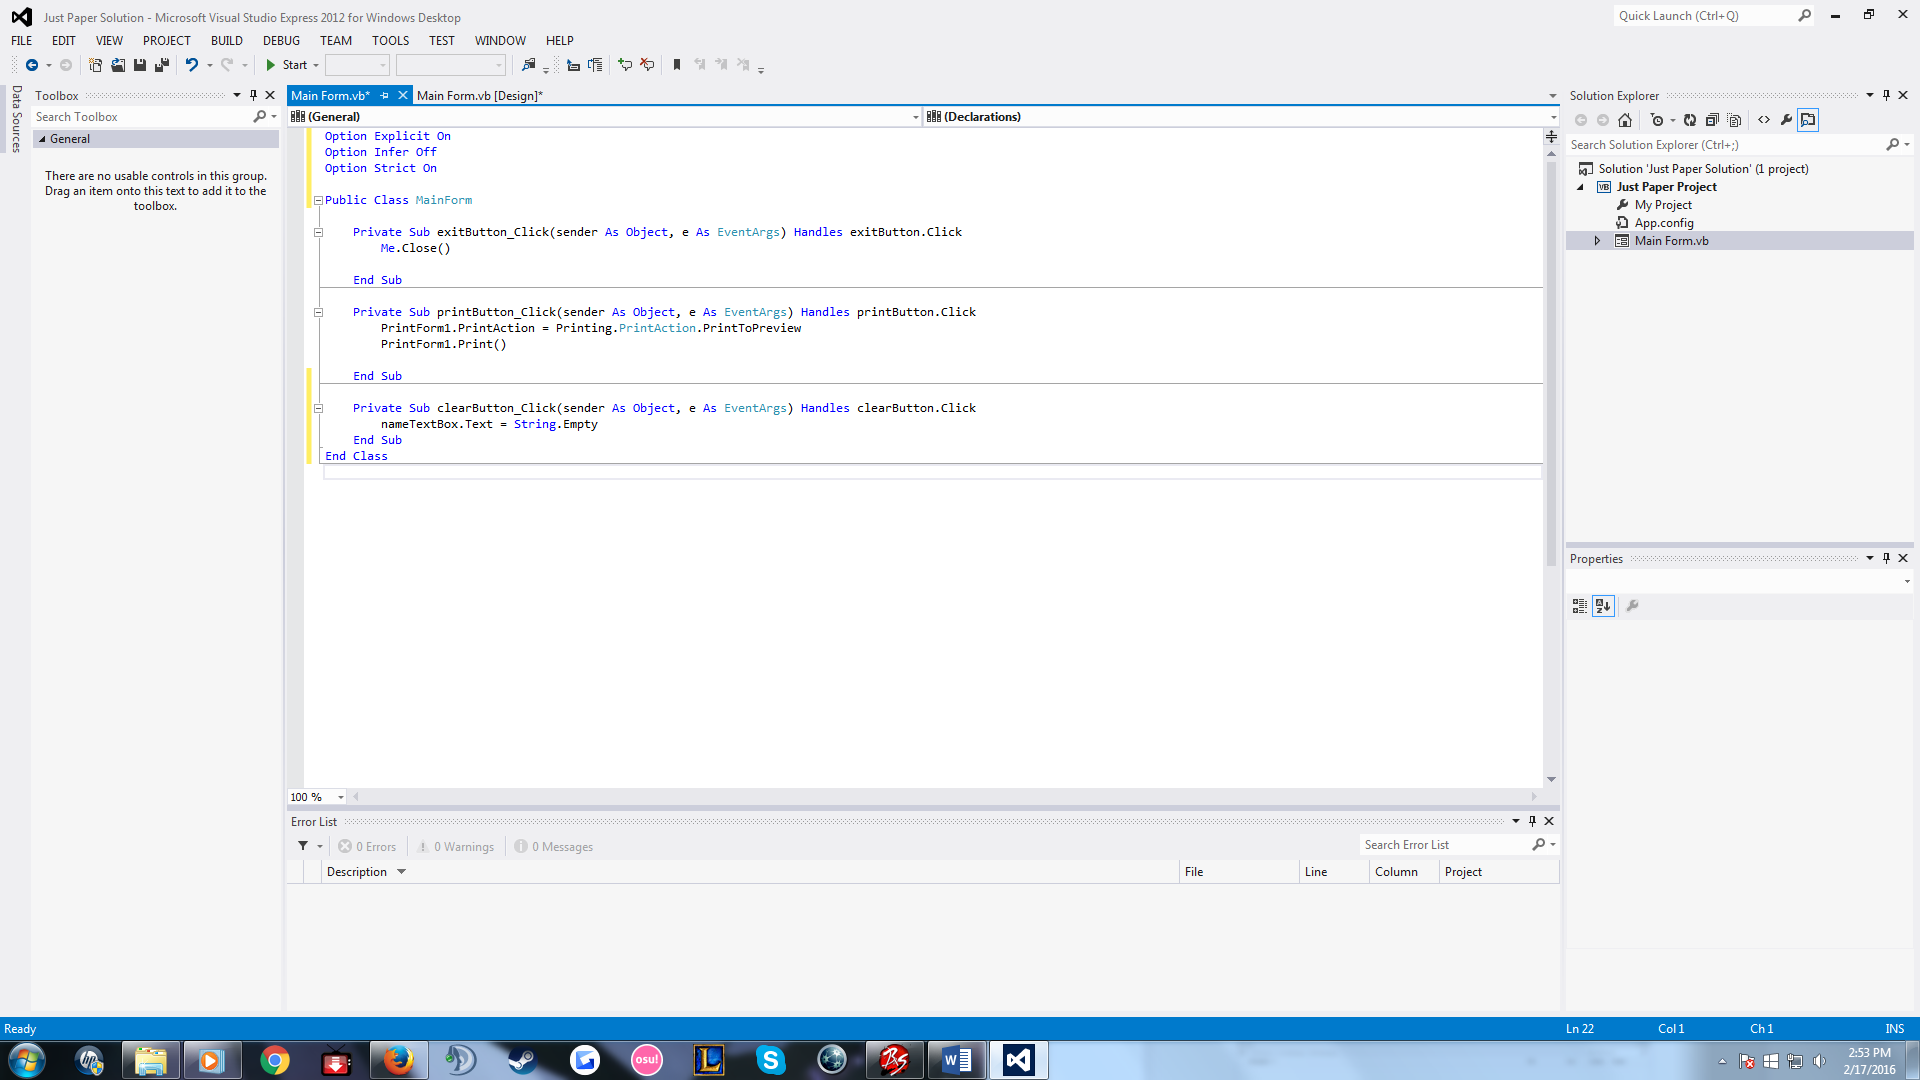 Just Paper Solution - Microsoft Visual Studio Express 2012 for Windows Desktop
Quick Launch (Ctrl+Q)
FILE EDIT VIEW PROJECT BUILD DEBUG TEAM TOOLS TEST WINDOW HELP
Start
Data Sources
Toolbox
Search Toolbox
General
There are no usable controls in this group.
Drag an item onto this text to add it to the
toolbox.
Main Form.vb* Main Form.vb [Design]*
(General) (Declarations)
Option Explicit On
Option Infer Off
Option Strict On
Public Class MainForm
Private Sub exitButton_Click(sender As Object, e As EventArgs) Handles exitButton.Click
Me.Close()
End Sub
Private Sub printButton_Click(sender As Object, e As EventArgs) Handles printButton.Click
PrintForm1.PrintAction = Printing.PrintAction.PrintToPreview
PrintForm1.Print()
End Sub
Private Sub clearButton_Click(sender As Object, e As EventArgs) Handles clearButton.Click
nameTextBox.Text = String.Empty
End Sub
End Class
100 %
Error List
0 Errors 0 Warnings 0 Messages
Search Error List
Description File Line Column Project
Solution Explorer
Search Solution Explorer (Ctrl+;)
Solution 'Just Paper Solution' (1 project)
VB Just Paper Project
My Project
App.config
Main Form.vb
Properties
Ready Ln 22 Col 1 Ch 1 INS
hp
osu!
L
S
BS
W
2:53 PM
2/17/2016